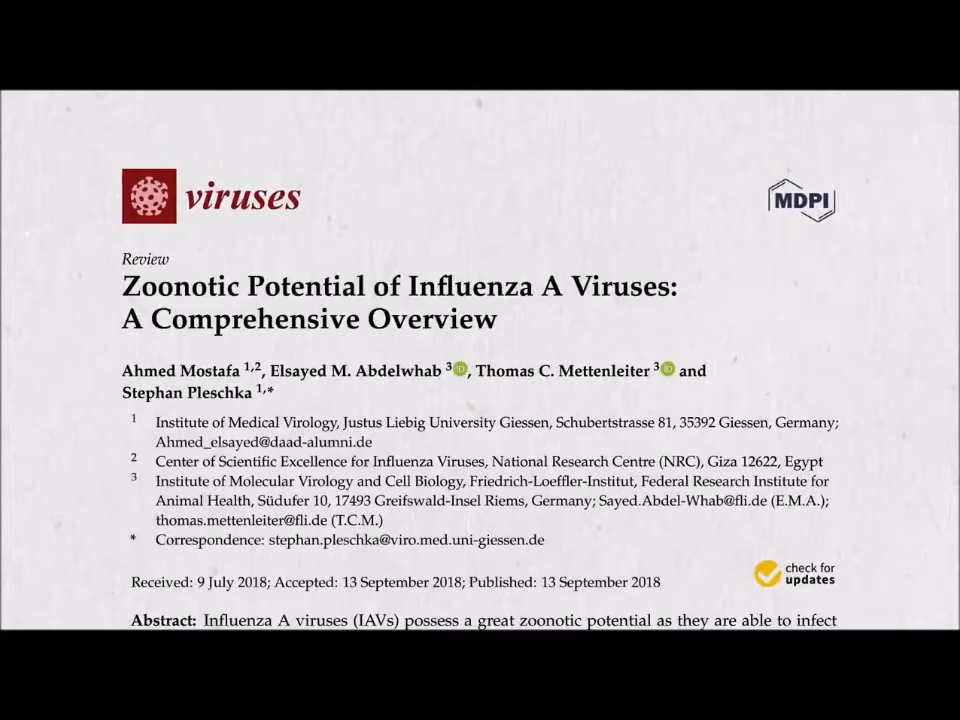 viruses
MDPI
Review
Zoonotic Potential of Influenza A Viruses:
A Comprehensive Overview
Ahmed Mostafa 1,2, Elsayed M. Abdelwhab 3 iD, Thomas C. Mettenleiter 3 iD and
Stephan Pleschka 1,*
1 Institute of Medical Virology, Justus Liebig University Giessen, Schubertstrasse 81, 35392 Giessen, Germany;
Ahmed_elsayed@daad-alumni.de
2 Center of Scientific Excellence for Influenza Viruses, National Research Centre (NRC), Giza 12622, Egypt
3 Institute of Molecular Virology and Cell Biology, Friedrich-Loeffler-Institut, Federal Research Institute for
Animal Health, Südufer 10, 17493 Greifswald-Insel Riems, Germany; Sayed.Abdel-Whab@fli.de (E.M.A.);
thomas.mettenleiter@fli.de (T.C.M.)
* Correspondence: stephan.pleschka@viro.med.uni-giessen.de
check for
updates
Received: 9 July 2018; Accepted: 13 September 2018; Published: 13 September 2018
Abstract: Influenza A viruses (IAVs) possess a great zoonotic potential as they are able to infect